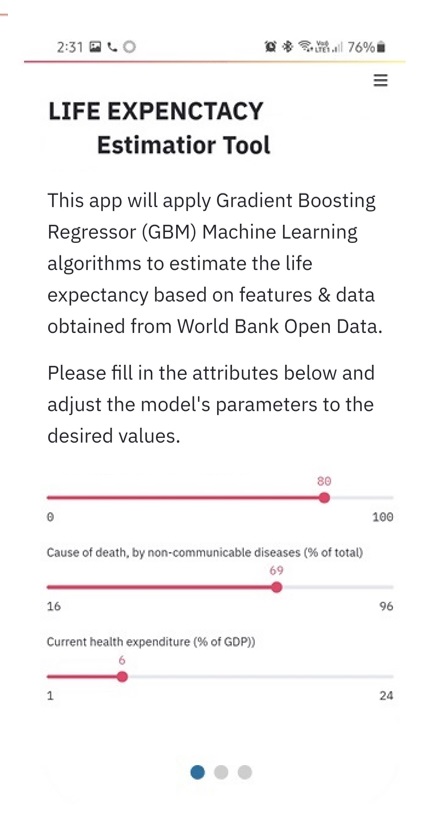 2:31 76%
LIFE EXPENCTACY
Estimatior Tool
This app will apply Gradient Boosting
Regressor (GBM) Machine Learning
algorithms to estimate the life
expectancy based on features & data
obtained from World Bank Open Data.
Please fill in the attributes below and
adjust the model's parameters to the
desired values.
80
0 100
Cause of death, by non-communicable diseases (% of total)
69
16 96
Current health expenditure (% of GDP))
6
1 24